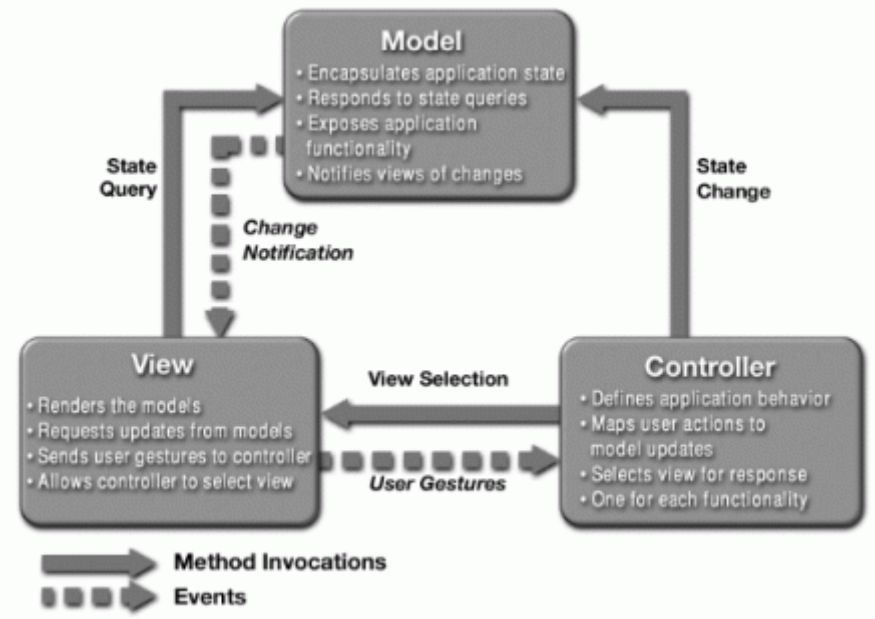 Model
• Encapsulates application state
• Responds to state queries
• Exposes application
functionality
• Notifies views of changes
State
Query
Change
Notification
State
Change
View
• Renders the models
• Requests updates from models
• Sends user gestures to controller
• Allows controller to select view
View Selection
User Gestures
Controller
• Defines application behavior
• Maps user actions to
model updates
• Selects view for response
• One for each functionality
Method Invocations
Events